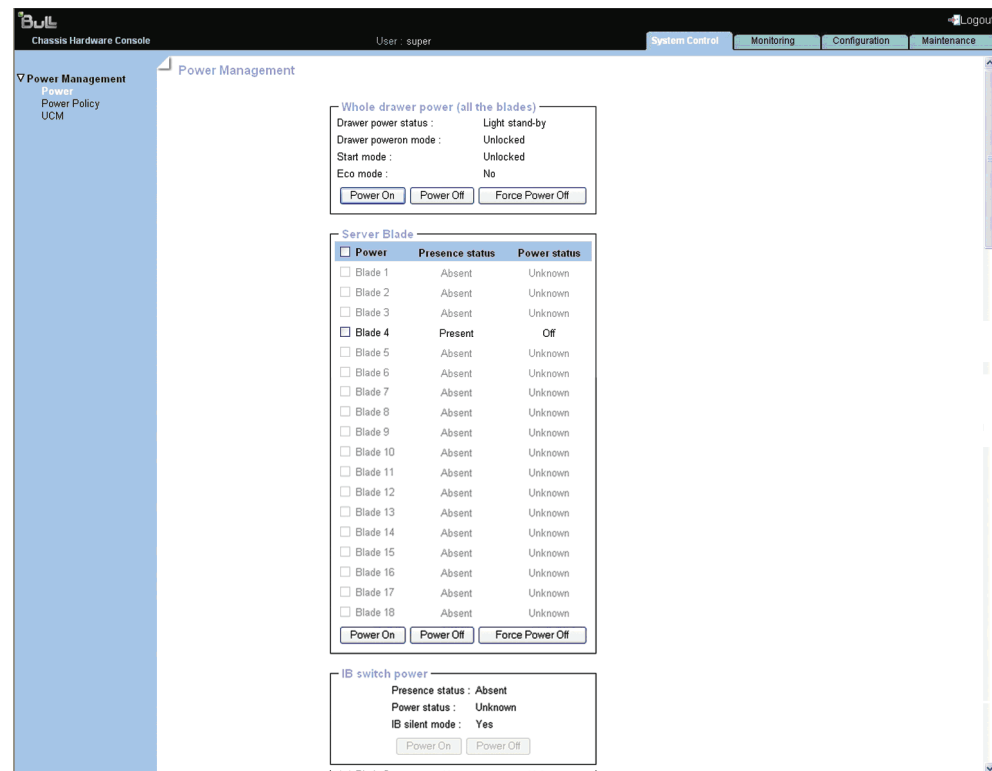 Bull
Logout
Chassis Hardware Console
User : super
System Control
Monitoring
Configuration
Maintenance
Power Management
Power
Power Policy
UCM
Power Management
Whole drawer power (all the blades)
Drawer power status : Light stand-by
Drawer poweron mode : Unlocked
Start mode : Unlocked
Eco mode : No
Power On Power Off Force Power Off
Server Blade
Power Presence status Power status
Blade 1 Absent Unknown
Blade 2 Absent Unknown
Blade 3 Absent Unknown
Blade 4 Present Off
Blade 5 Absent Unknown
Blade 6 Absent Unknown
Blade 7 Absent Unknown
Blade 8 Absent Unknown
Blade 9 Absent Unknown
Blade 10 Absent Unknown
Blade 11 Absent Unknown
Blade 12 Absent Unknown
Blade 13 Absent Unknown
Blade 14 Absent Unknown
Blade 15 Absent Unknown
Blade 16 Absent Unknown
Blade 17 Absent Unknown
Blade 18 Absent Unknown
Power On Power Off Force Power Off
IB switch power
Presence status : Absent
Power status : Unknown
IB silent mode : Yes
Power On Power Off